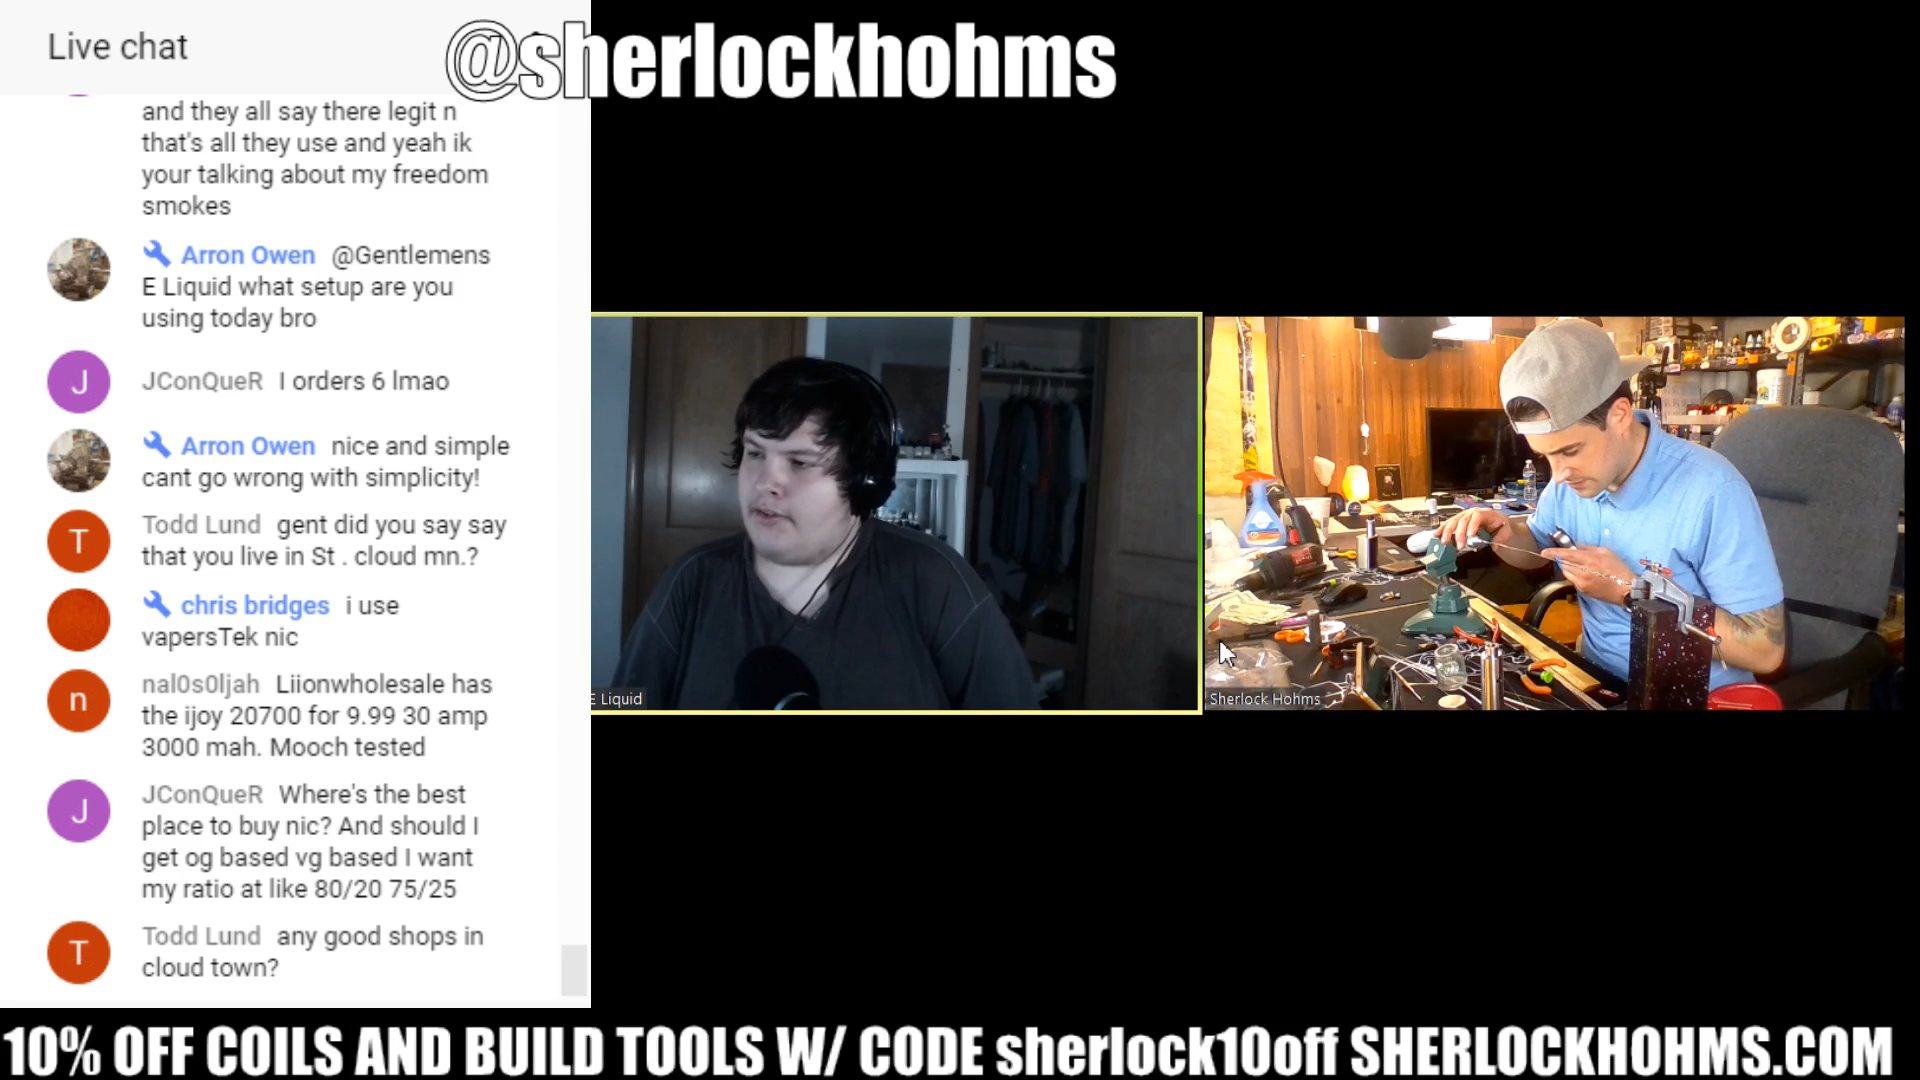 Live chat
@sherlockhohms
and they all say there legit n
that's all they use and yeah ik
your talking about my freedom
smokes
Arron Owen @Gentlemens
E Liquid what setup are you
using today bro
J
JConQueR I orders 6 lmao
Arron Owen nice and simple
cant go wrong with simplicity!
T
Todd Lund gent did you say say
that you live in St . cloud mn.?
chris bridges i use
vapersTek nic
n
nal0s0ljah Liionwholesale has
the ijoy 20700 for 9.99 30 amp
3000 mah. Mooch tested
J
JConQueR Where's the best
place to buy nic? And should I
get og based vg based I want
my ratio at like 80/20 75/25
T
Todd Lund any good shops in
cloud town?
E Liquid
Sherlock Hohms
10% OFF COILS AND BUILD TOOLS W/ CODE sherlock10off SHERLOCKHOHMS.COM